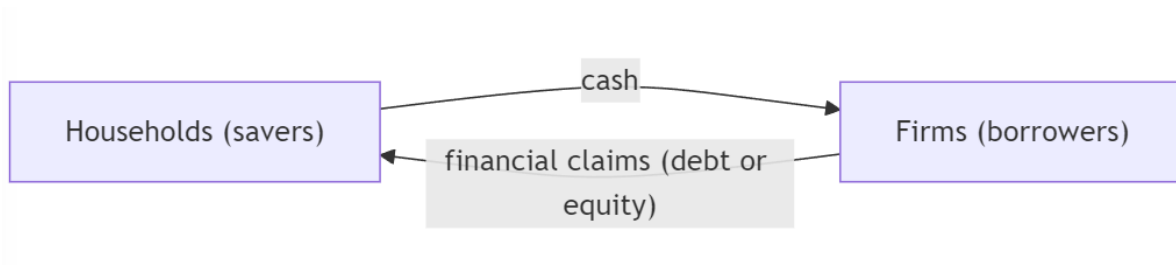 cash
Households (savers)
Firms (borrowers)
financial claims (debt or
equity)